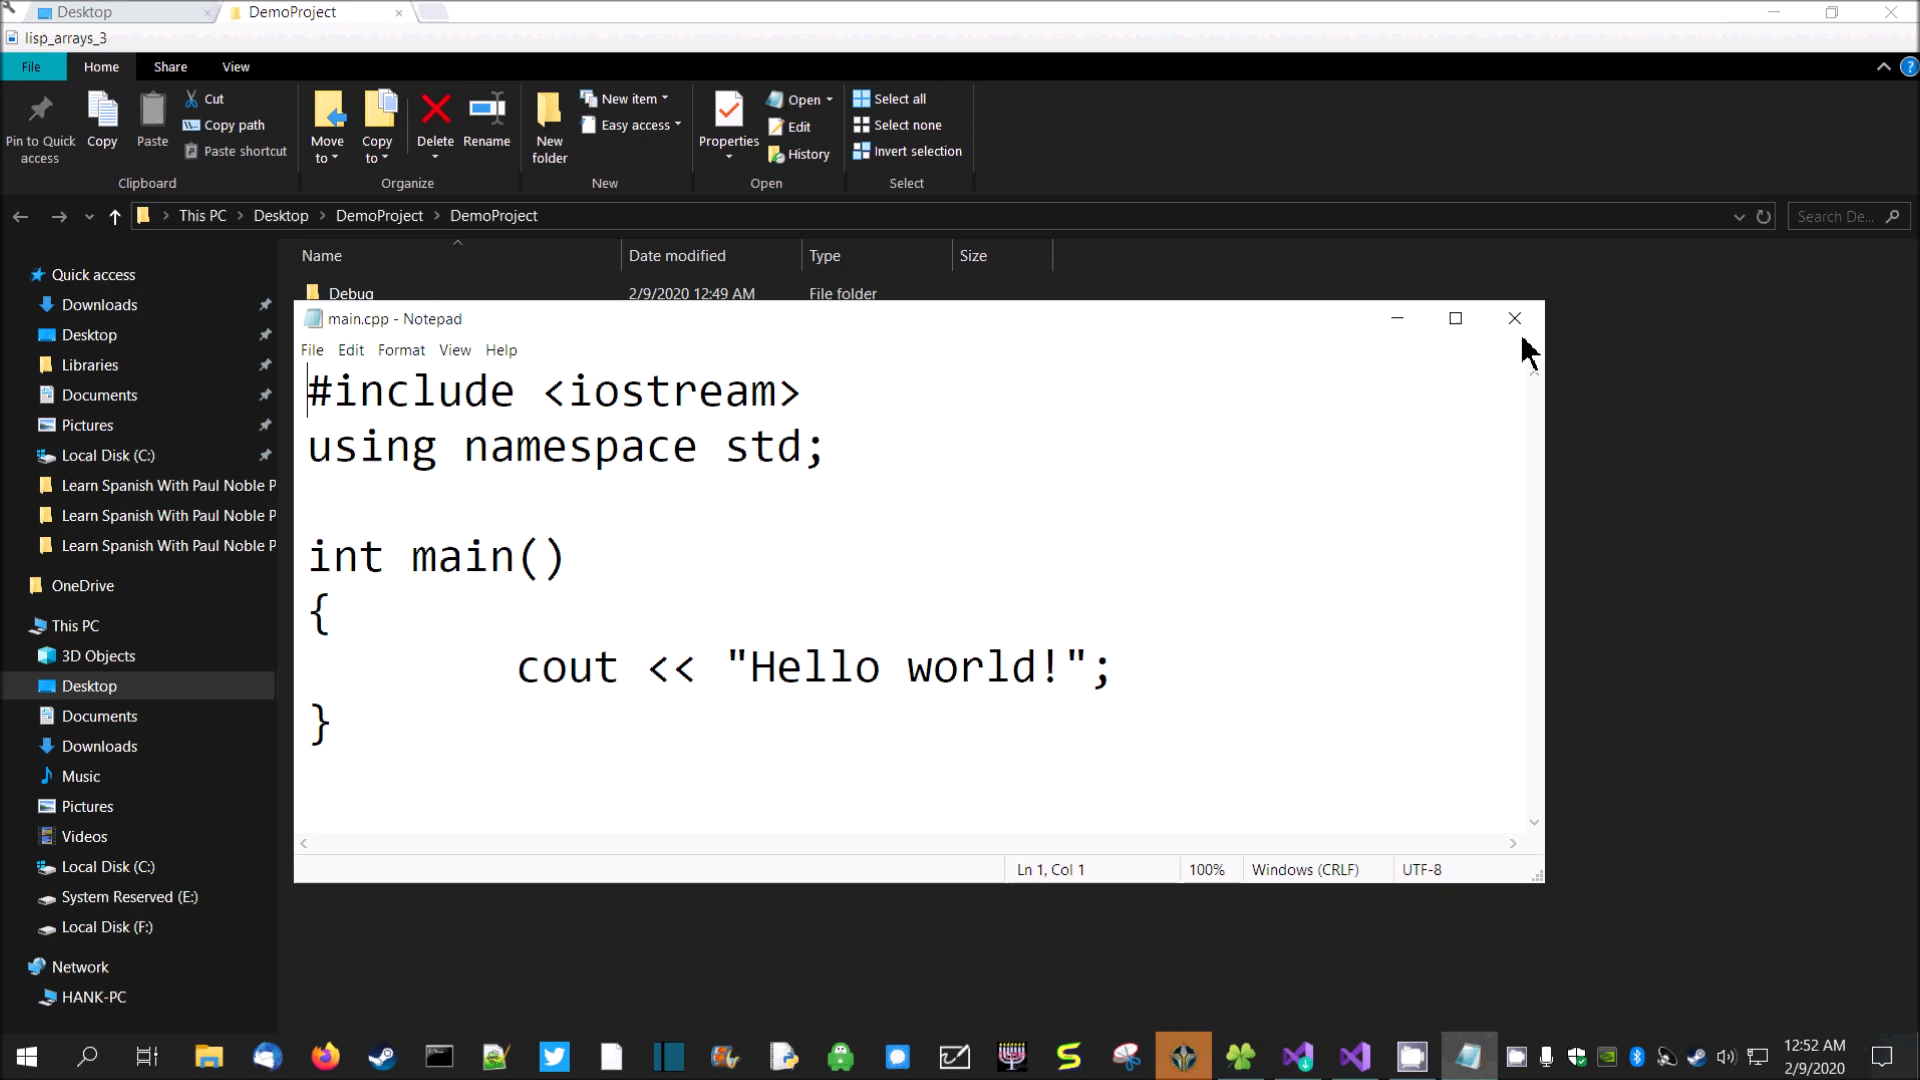 Desktop
DemoProject
lisp_arrays_3
File Home Share View
Pin to Quick access
Copy
Paste
Cut
Copy path
Paste shortcut
Clipboard
Move to
Copy to
Delete
Rename
Organize
New folder
New item
Easy access
New
Properties
Open
Edit
History
Open
Select all
Select none
Invert selection
Select
This PC > Desktop > DemoProject > DemoProject
Search De...
Name Date modified Type Size
Debug 2/9/2020 12:49 AM File folder
Quick access
Downloads
Desktop
Libraries
Documents
Pictures
Local Disk (C:)
Learn Spanish With Paul Noble P
Learn Spanish With Paul Noble P
Learn Spanish With Paul Noble P
OneDrive
This PC
3D Objects
Desktop
Documents
Downloads
Music
Pictures
Videos
Local Disk (C:)
System Reserved (E:)
Local Disk (F:)
Network
HANK-PC
main.cpp - Notepad
File Edit Format View Help
#include <iostream>
using namespace std;
int main()
{
cout << "Hello world!";
}
Ln 1, Col 1 100% Windows (CRLF) UTF-8
12:52 AM
2/9/2020